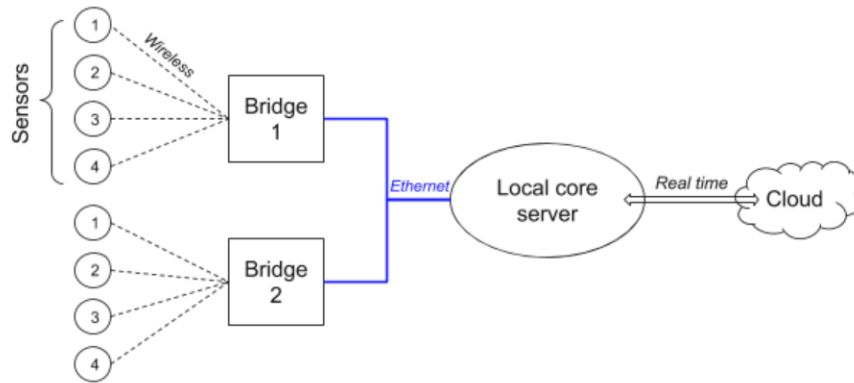 Sensors
1
2
3
4
Wireless
Bridge
1
1
2
3
4
Bridge
2
Ethernet
Local core
server
Real time
Cloud